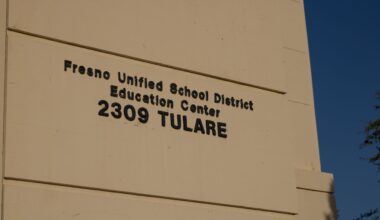 Fresno Unified School District
Education Center
2309 TULARE